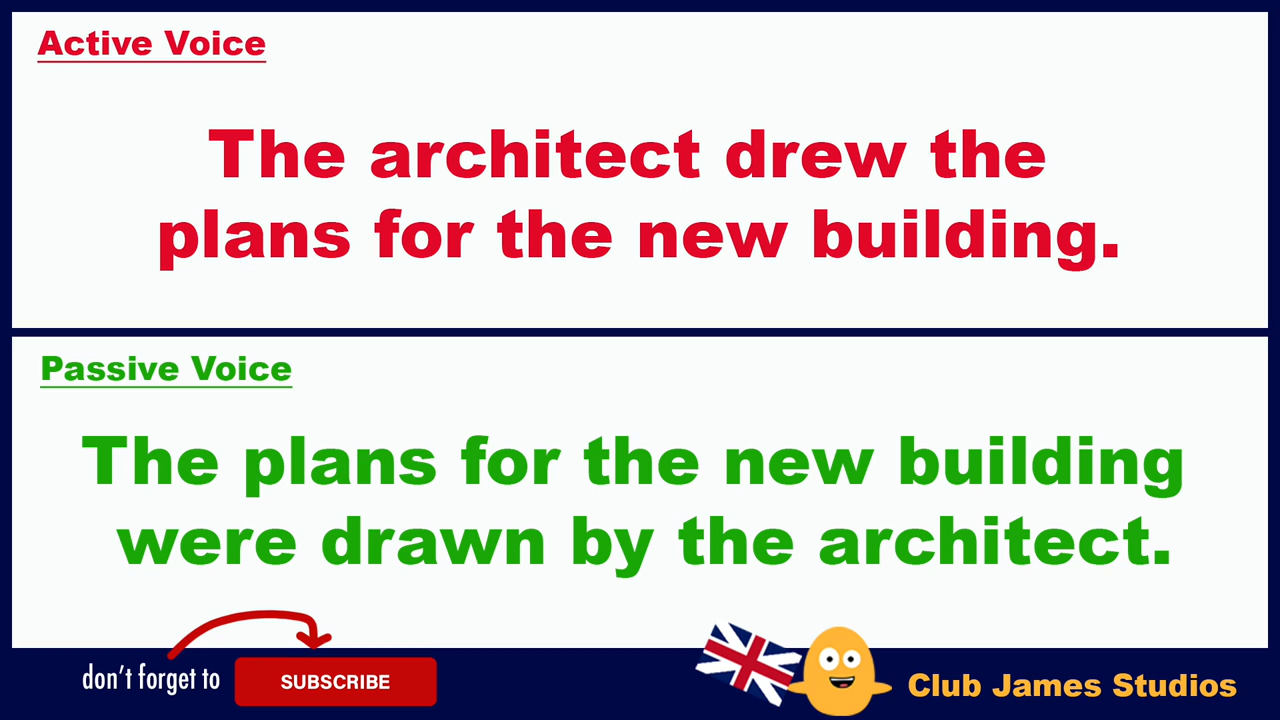 Active Voice
The architect drew the
plans for the new building.
Passive Voice
The plans for the new building
were drawn by the architect.
don't forget to
SUBSCRIBE
Club James Studios